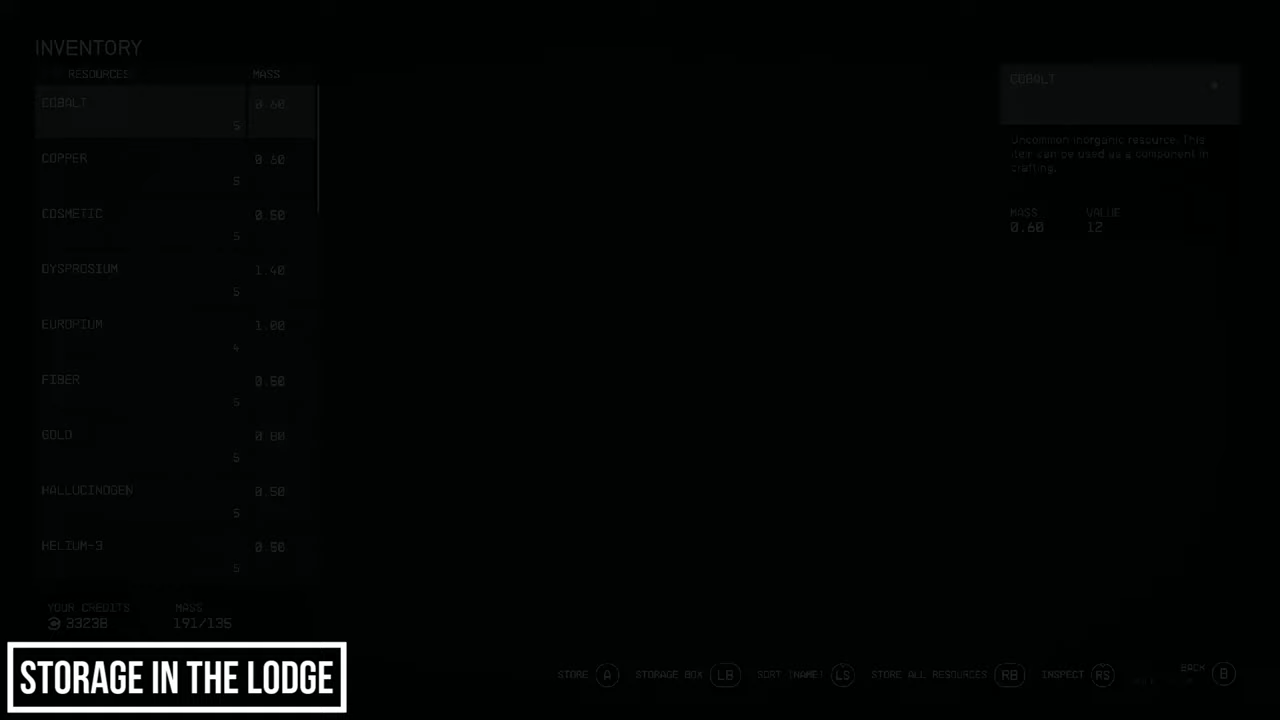 INVENTORY
RESOURCES MASS
COBALT 0.60
5
COPPER 0.60
5
COSMETIC 0.50
5
DYSPROSIUM 1.40
5
EUROPIUM 1.00
4
FIBER 0.50
5
GOLD 0.80
5
HALLUCINOGEN 0.50
5
HELIUM-3 0.50
5
YOUR CREDITS MASS
33238 191/135
COBALT
Uncommon inorganic resource. This
item can be used as a component in
crafting.
MASS VALUE
0.60 12
STORAGE IN THE LODGE
STORE A STORAGE BOX LB SORT (NAME) LS STORE ALL RESOURCES RB INSPECT RS BACK B